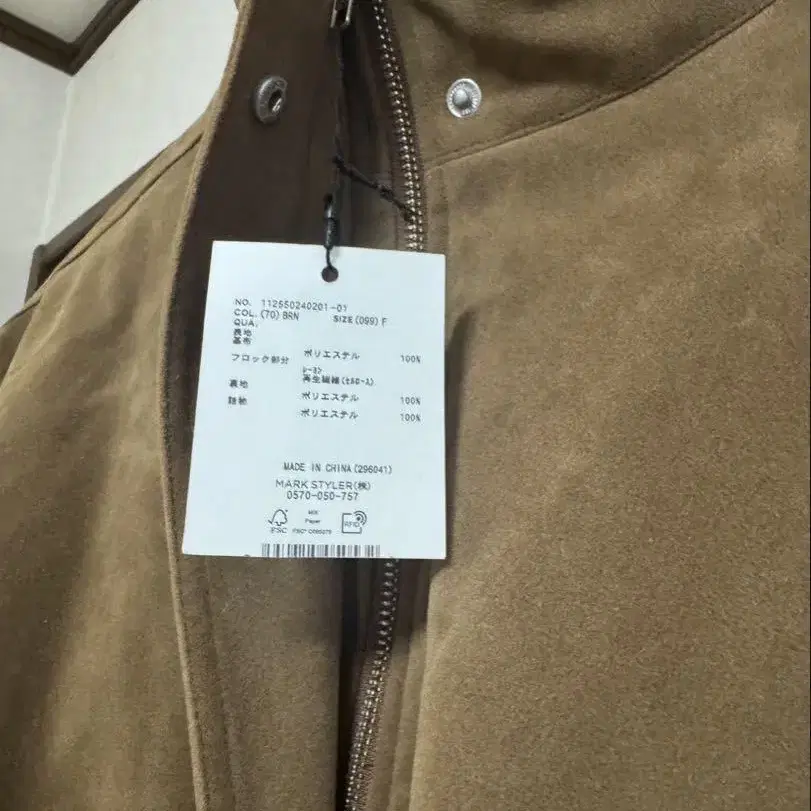 NO. 112550240201-01
COL. (70) BRN SIZE (099) F
QUA.
表地
基布 ポリエステル 100%
フロック部分 レーヨン
再生繊維(セルロース)
裏地 ポリエステル 100%
詰物 ポリエステル 100%
MADE IN CHINA (296041)
MARK STYLER(株)
0570-050-757
FSC
MIX
Paper
RFID